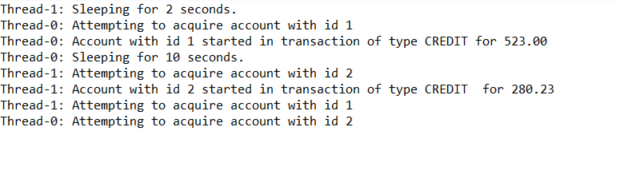 Thread-1: Sleeping for 2 seconds.
Thread-0: Attempting to acquire account with id 1
Thread-0: Account with id 1 started in transaction of type CREDIT for 523.00
Thread-0: Sleeping for 10 seconds.
Thread-1: Attempting to acquire account with id 2
Thread-1: Account with id 2 started in transaction of type CREDIT  for 280.23
Thread-1: Attempting to acquire account with id 1
Thread-0: Attempting to acquire account with id 2